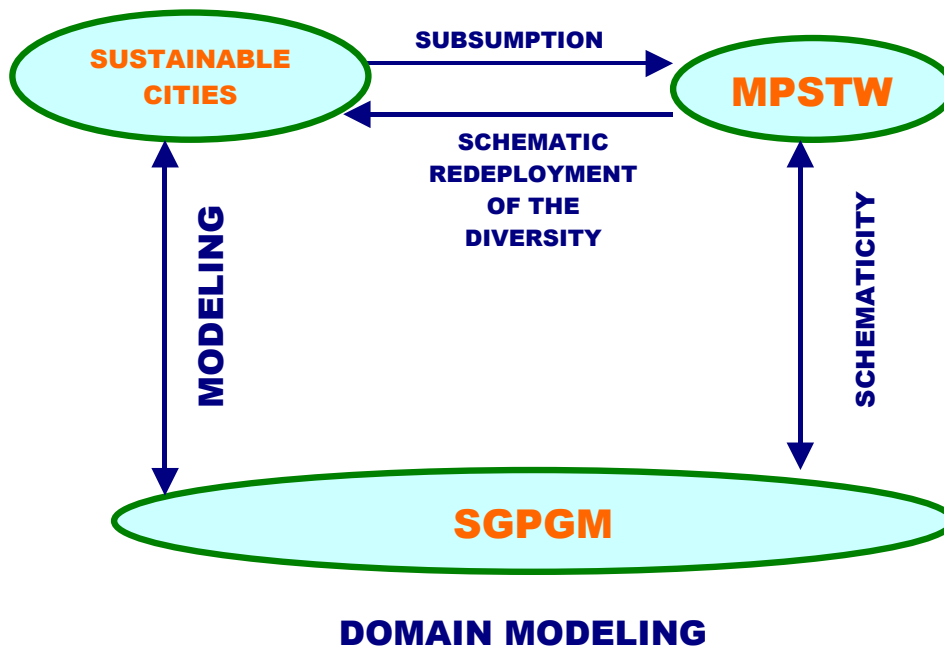 SUSTAINABLE
CITIES
SUBSUMPTION
MPSTW
SCHEMATIC
REDEPLOYMENT
OF THE
DIVERSITY
MODELING
SCHEMATICITY
SGPGM
DOMAIN MODELING